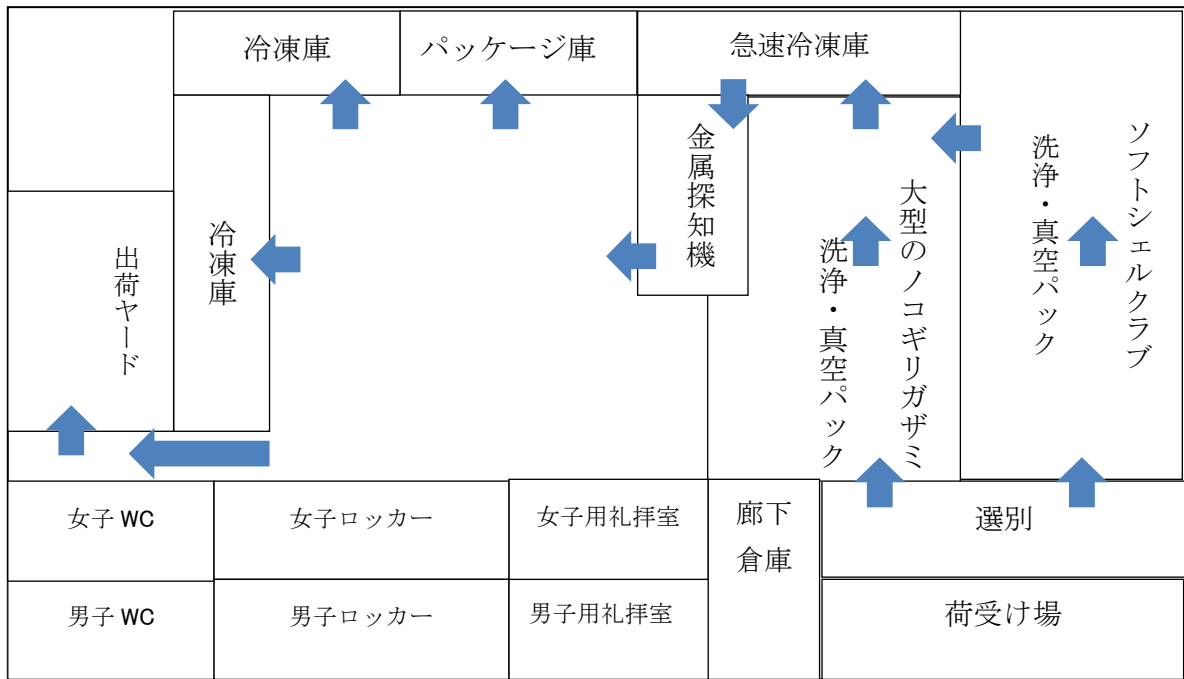 冷凍庫
パッケージ庫
急速冷凍庫
金属探知機
ソフトシェルクラブ
洗浄・真空パック
大型のノコギリガザミ
洗浄・真空パック
冷凍庫
出荷ヤード
女子 WC
女子ロッカー
女子用礼拝室
廊下
倉庫
選別
男子 WC
男子ロッカー
男子用礼拝室
荷受け場